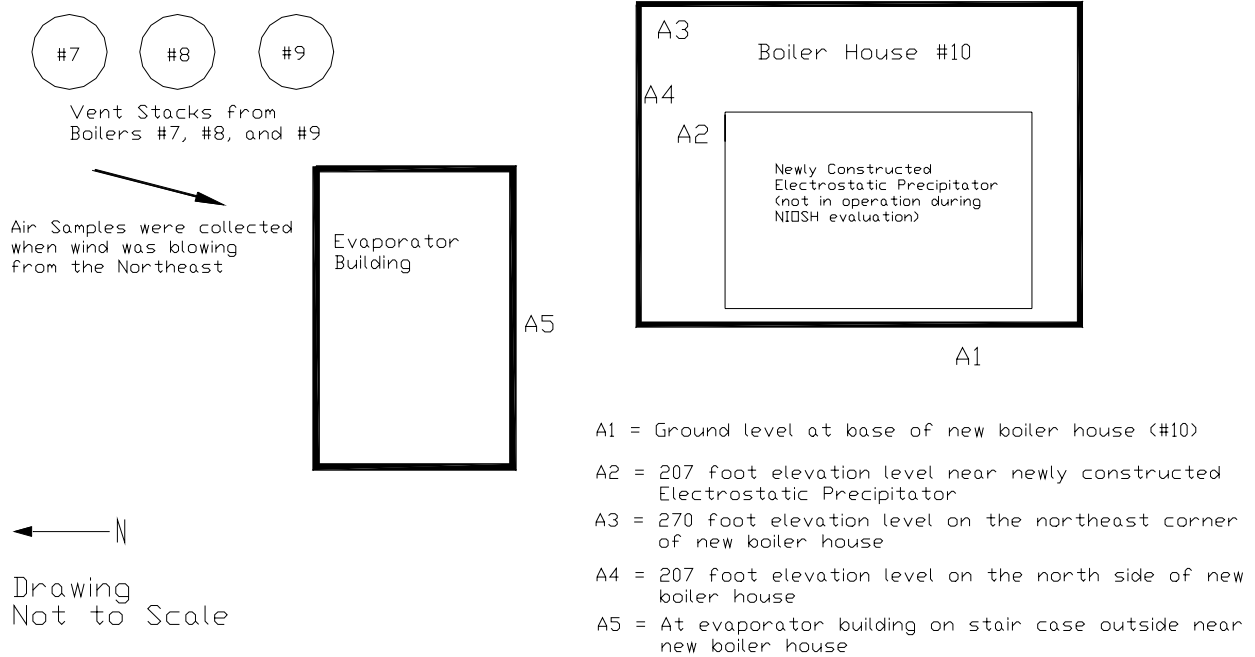 #7
#8
#9
Vent Stacks from
Boilers #7, #8, and #9
Air Samples were collected
when wind was blowing
from the Northeast
Evaporator
Building
A5
A3
Boiler House #10
A4
A2
Newly Constructed
Electrostatic Precipitator
(not in operation during
NIOSH evaluation)
A1
N
Drawing
Not to Scale
A1 = Ground level at base of new boiler house (#10)
A2 = 207 foot elevation level near newly constructed
Electrostatic Precipitator
A3 = 270 foot elevation level on the northeast corner
of new boiler house
A4 = 207 foot elevation level on the north side of new
boiler house
A5 = At evaporator building on stair case outside near
new boiler house